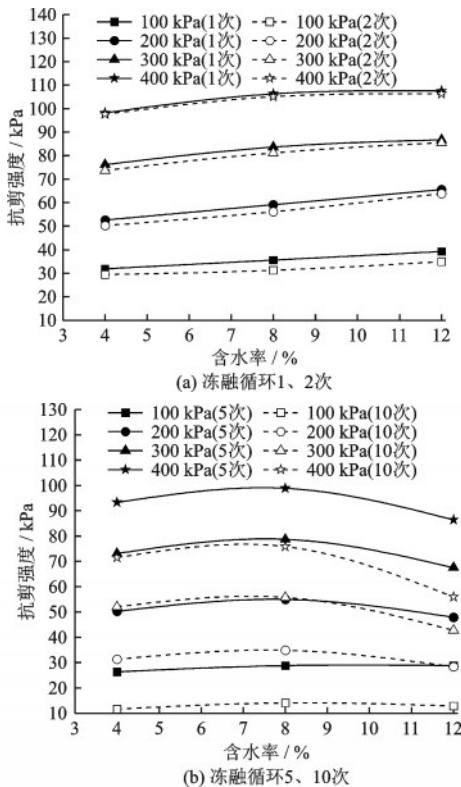 140
130
120
110
100
90
80
70
60
50
40
30
20
10
抗剪强度 / kPa
100 kPa(1次) 100 kPa(2次)
200 kPa(1次) 200 kPa(2次)
300 kPa(1次) 300 kPa(2次)
400 kPa(1次) 400 kPa(2次)
3 4 5 6 7 8 9 10 11 12
含水率 / %
(a) 冻融循环1、2次
130
120
110
100
90
80
70
60
50
40
30
20
10
抗剪强度 / kPa
100 kPa(5次) 100 kPa(10次)
200 kPa(5次) 200 kPa(10次)
300 kPa(5次) 300 kPa(10次)
400 kPa(5次) 400 kPa(10次)
3 4 5 6 7 8 9 10 11 12
含水率 / %
(b) 冻融循环5、10次